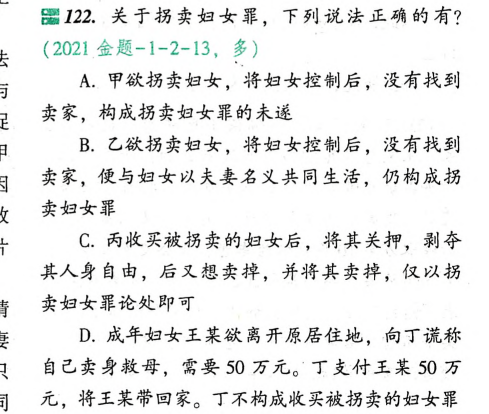 122. 关于拐卖妇女罪，下列说法正确的有？
(2021 金题-1-2-13，多)
A. 甲欲拐卖妇女，将妇女控制后，没有找到
卖家，构成拐卖妇女罪的未遂
B. 乙欲拐卖妇女，将妇女控制后，没有找到
卖家，便与妇女以夫妻名义共同生活，仍构成拐
卖妇女罪
C. 丙收买被拐卖的妇女后，将其关押，剥夺
其人身自由，后又想卖掉，并将其卖掉，仅以拐
卖妇女罪论处即可
D. 成年妇女王某欲离开原居住地，向丁谎称
自己卖身救母，需要 50 万元。丁支付王某 50 万
元，将王某带回家。丁不构成收买被拐卖的妇女罪